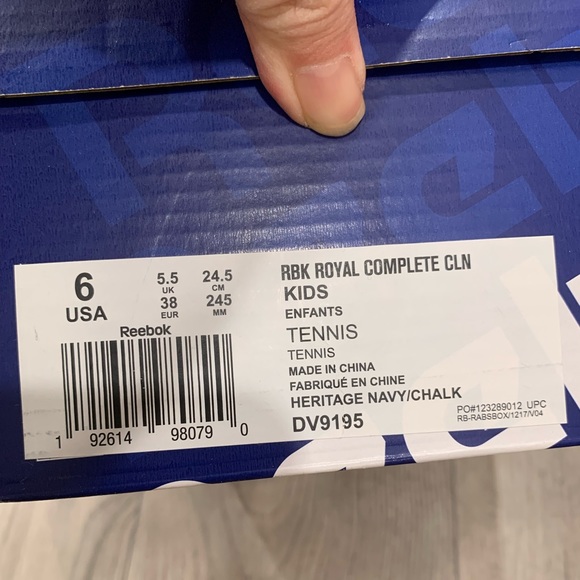 6
USA
5.5
UK
38
EUR
24.5
CM
245
MM
Reebok
1 92614 98079 0
RBK ROYAL COMPLETE CLN
KIDS
ENFANTS
TENNIS
TENNIS
MADE IN CHINA
FABRIQUÉ EN CHINE
HERITAGE NAVY/CHALK
DV9195
PO#123289012 UPC
RB-RABSBOX/1217/V04